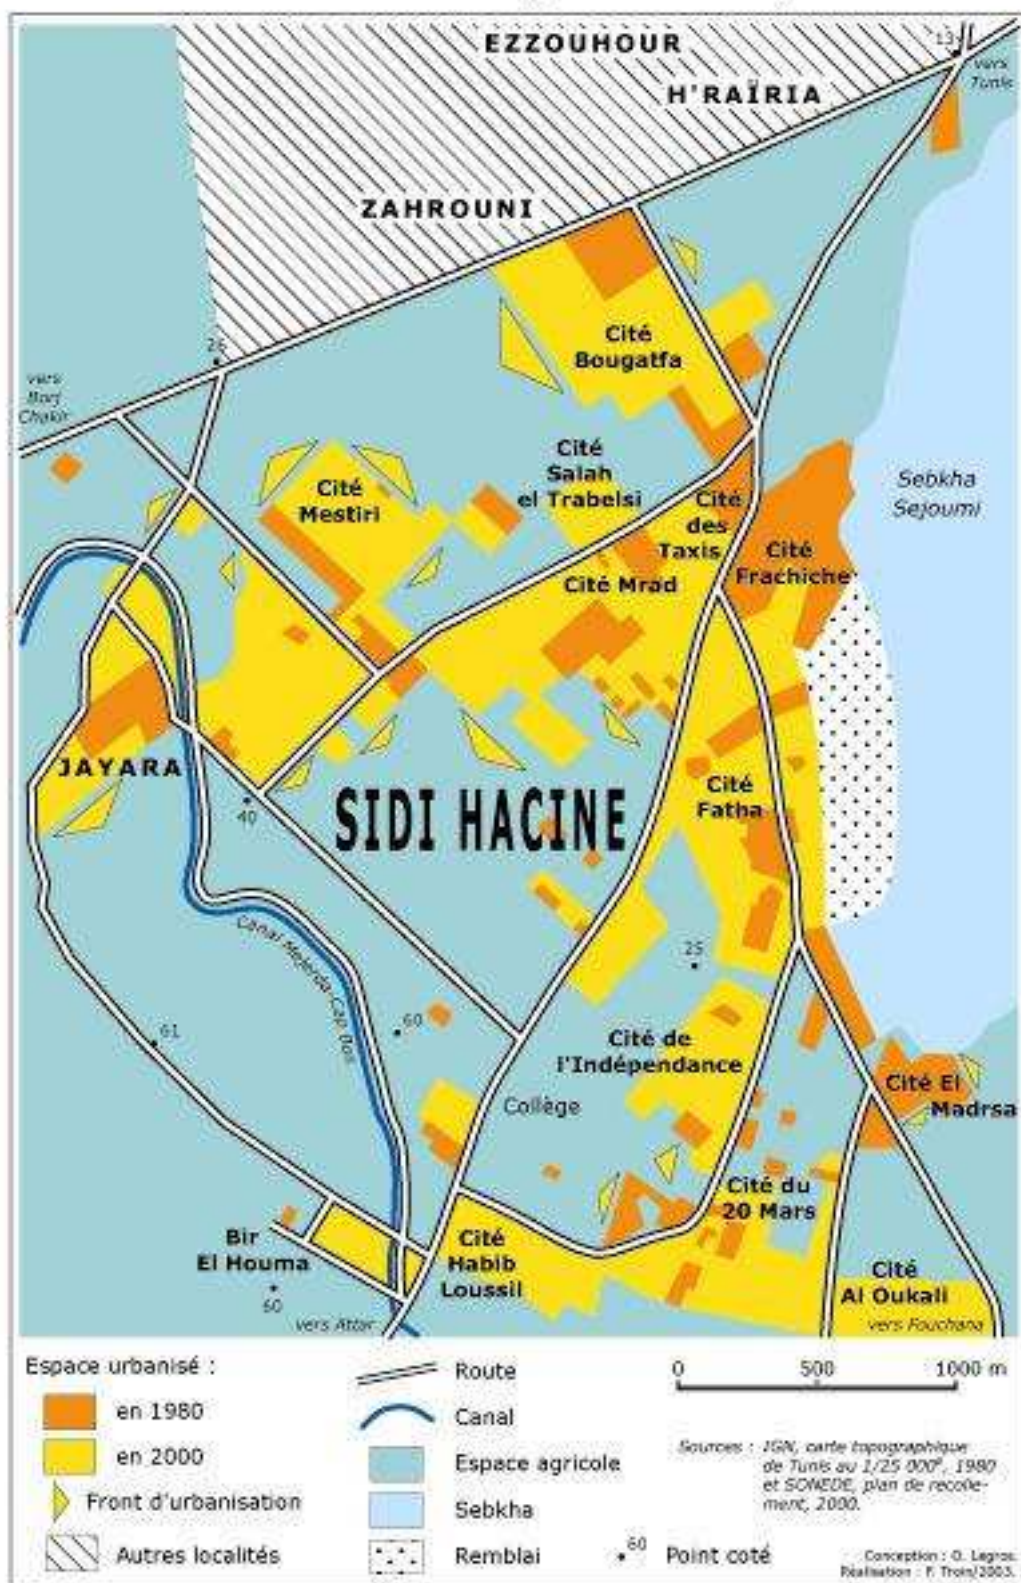 EZZOUHOUR
13
vers
Tunis
H'RAÏRIA
ZAHROUNI
26
vers
Borj
Chakir
Cité
Bougatfa
Cité
Salah
el Trabelsi
Cité
Mestiri
Cité
des
Taxis
Sebkha
Sejoumi
Cité
Frachiche
Cité Mrad
JAYARA
40
SIDI HACINE
Cité
Fatha
Canal Mejerda-Cap Bon
25
61
60
Cité de
l'Indépendance
Collège
Cité El
Madrsa
Cité du
20 Mars
Bir
El Houma
60
Cité
Habib
Loussil
Cité
Al Oukali
vers Attar
vers Fouchana
Espace urbanisé :
en 1980
en 2000
Front d'urbanisation
Autres localités
Route
Canal
Espace agricole
Sebkha
Remblai
0 500 1000 m
Sources : IGN, carte topographique
de Tunis au 1/25 000e, 1980
et SONEDE, plan de recolle-
ment, 2000.
60 Point coté
Conception : O. Legros.
Réalisation : F. Troin/2003.